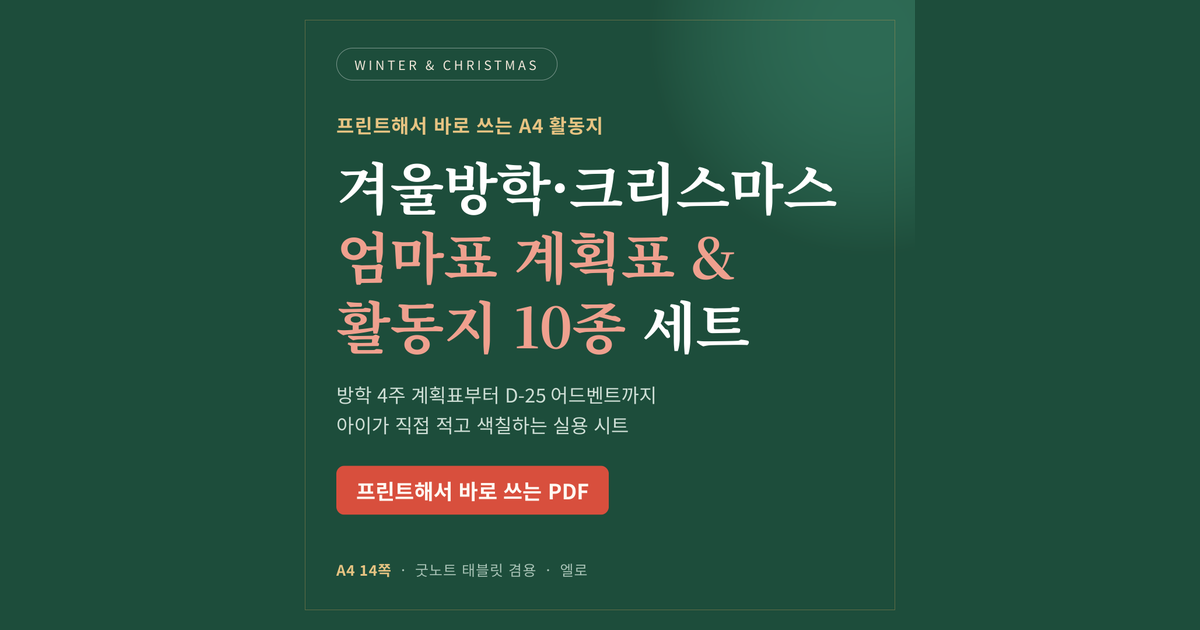 WINTER & CHRISTMAS
프린트해서 바로 쓰는 A4 활동지
겨울방학·크리스마스
엄마표 계획표 &
활동지 10종 세트
방학 4주 계획표부터 D-25 어드벤트까지
아이가 직접 적고 색칠하는 실용 시트
프린트해서 바로 쓰는 PDF
A4 14쪽 · 굿노트 태블릿 겸용 · 엘로